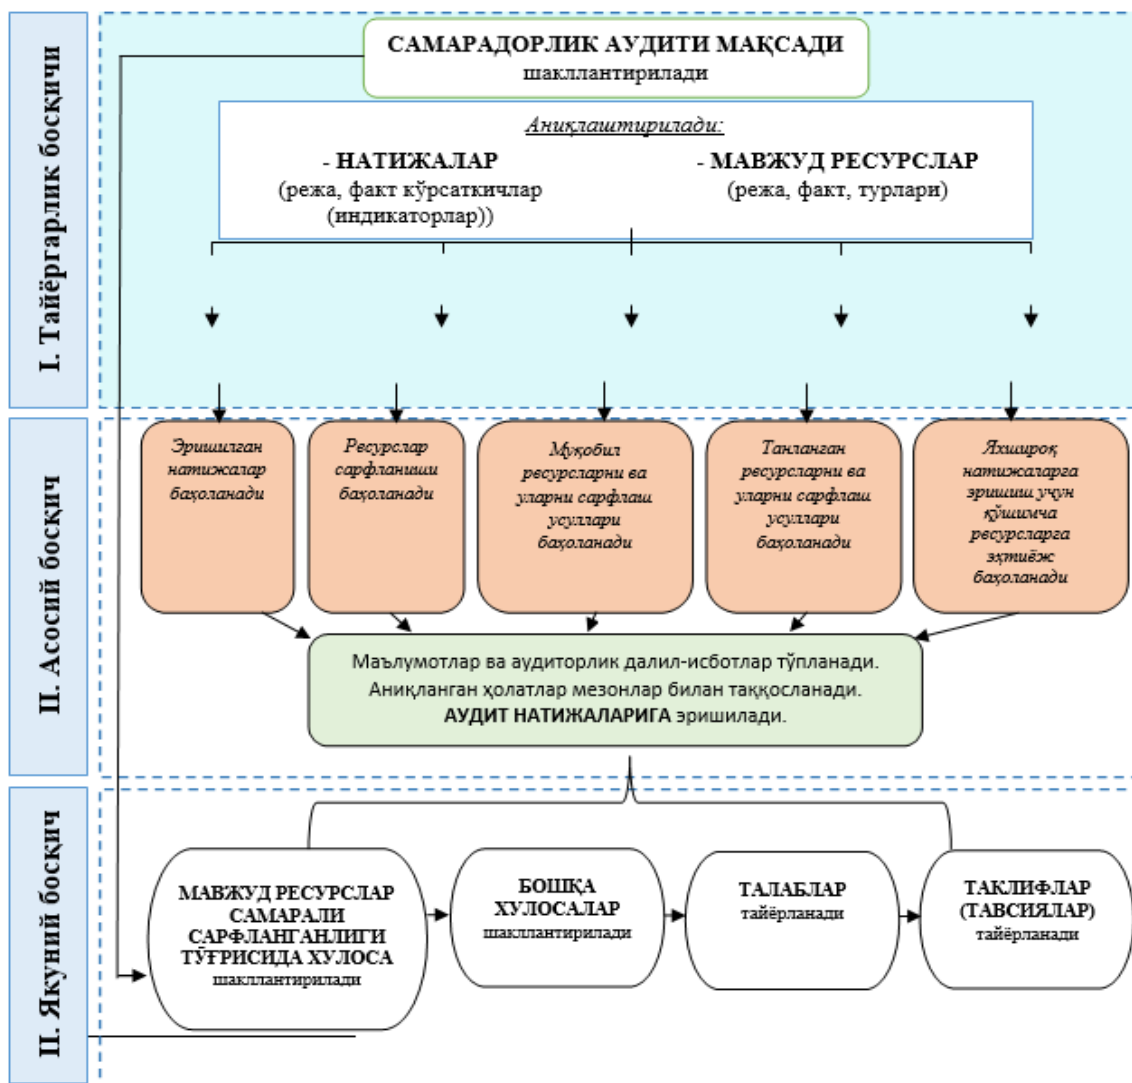 I. Тайёргарлик босқичи
САМАРАДОРЛИК АУДИТИ МАҚСАДИ
шакллантирилади
Аниқлаштирилади:
- НАТИЖАЛАР
(режа, факт кўрсаткичлар
(индикаторлар))
- МАВЖУД РЕСУРСЛАР
(режа, факт, турлари)
II. Асосий босқич
Эришилган
натижалар
баҳоланади
Ресурслар
сарфланиши
баҳоланади
Муқобил
ресурсларни ва
уларни сарфлаш
усуллари
баҳоланади
Танланган
ресурсларни ва
уларни сарфлаш
усуллари
баҳоланади
Яхшироқ
натижаларга
эришиш учун
қўшимча
ресурсларга
эҳтиёж
баҳоланади
Маълумотлар ва аудиторлик далил-исботлар тўпланади.
Аниқланган ҳолатлар мезонлар билан таққосланади.
АУДИТ НАТИЖАЛАРИГА эришилади.
II. Якуний босқич
МАВЖУД РЕСУРСЛАР
САМАРАЛИ
САРФЛАНГАНЛИГИ
ТЎҒРИСИДА ХУЛОСА
шакллантирилади
БОШҚА
ХУЛОСАЛАР
шакллантирилади
ТАЛАБЛАР
тайёрланади
ТАКЛИФЛАР
(ТАВСИЯЛАР)
тайёрланади